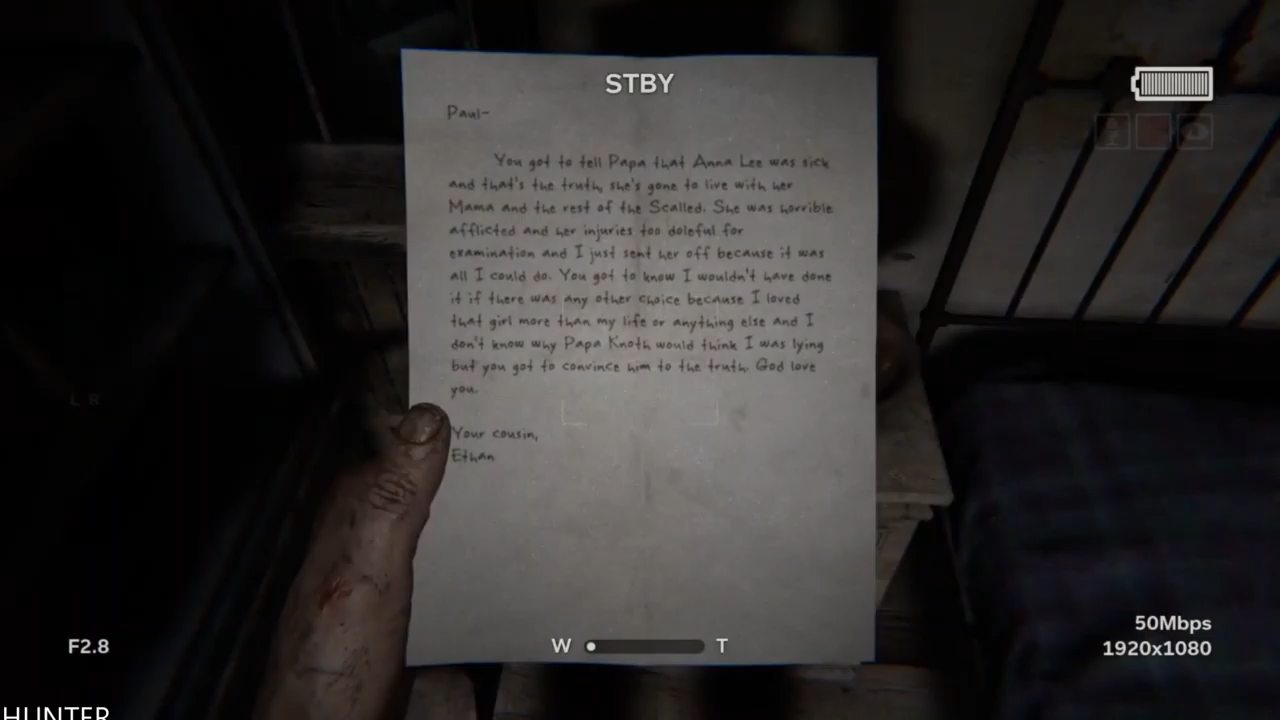 STBY
Paul-
You got to tell Papa that Anna Lee was sick
and that's the truth, she's gone to live with her
Mama and the rest of the Scalled. She was horrible
afflicted and her injuries too doleful for
examination and I just sent her off because it was
all I could do. You got to know I wouldn't have done
it if there was any other choice because I loved
that girl more than my life or anything else and I
don't know why Papa Knoth would think I was lying
but you got to convince him to the truth. God love
you.
Your cousin,
Ethan
F2.8
W T
50Mbps
1920x1080
HUNTER